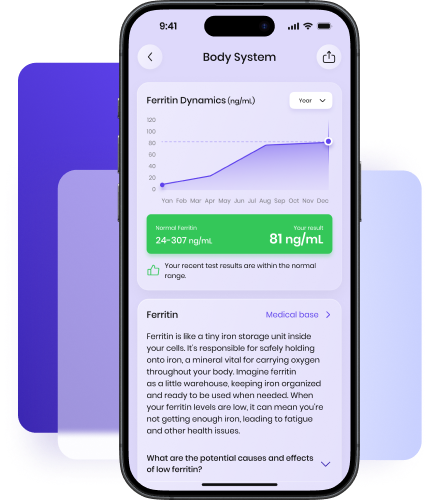 9:41
Body System
Ferritin Dynamics (ng/mL)
Year
120
100
80
60
40
20
0
Yan Feb Mar Apr May Jun Jul Aug Sep Oct Nov Dec
Normal Ferritin
Your result
24-307 ng/mL
81 ng/mL
Your recent test results are within the normal
range.
Ferritin
Medical base
Ferritin is like a tiny iron storage unit inside
your cells. It's responsible for safely holding
onto iron, a mineral vital for carrying oxygen
throughout your body. Imagine ferritin
as a little warehouse, keeping iron organized
and ready to be used when needed. When
your ferritin levels are low, it can mean you're
not getting enough iron, leading to fatigue
and other health issues.
What are the potential causes and effects
of low ferritin?